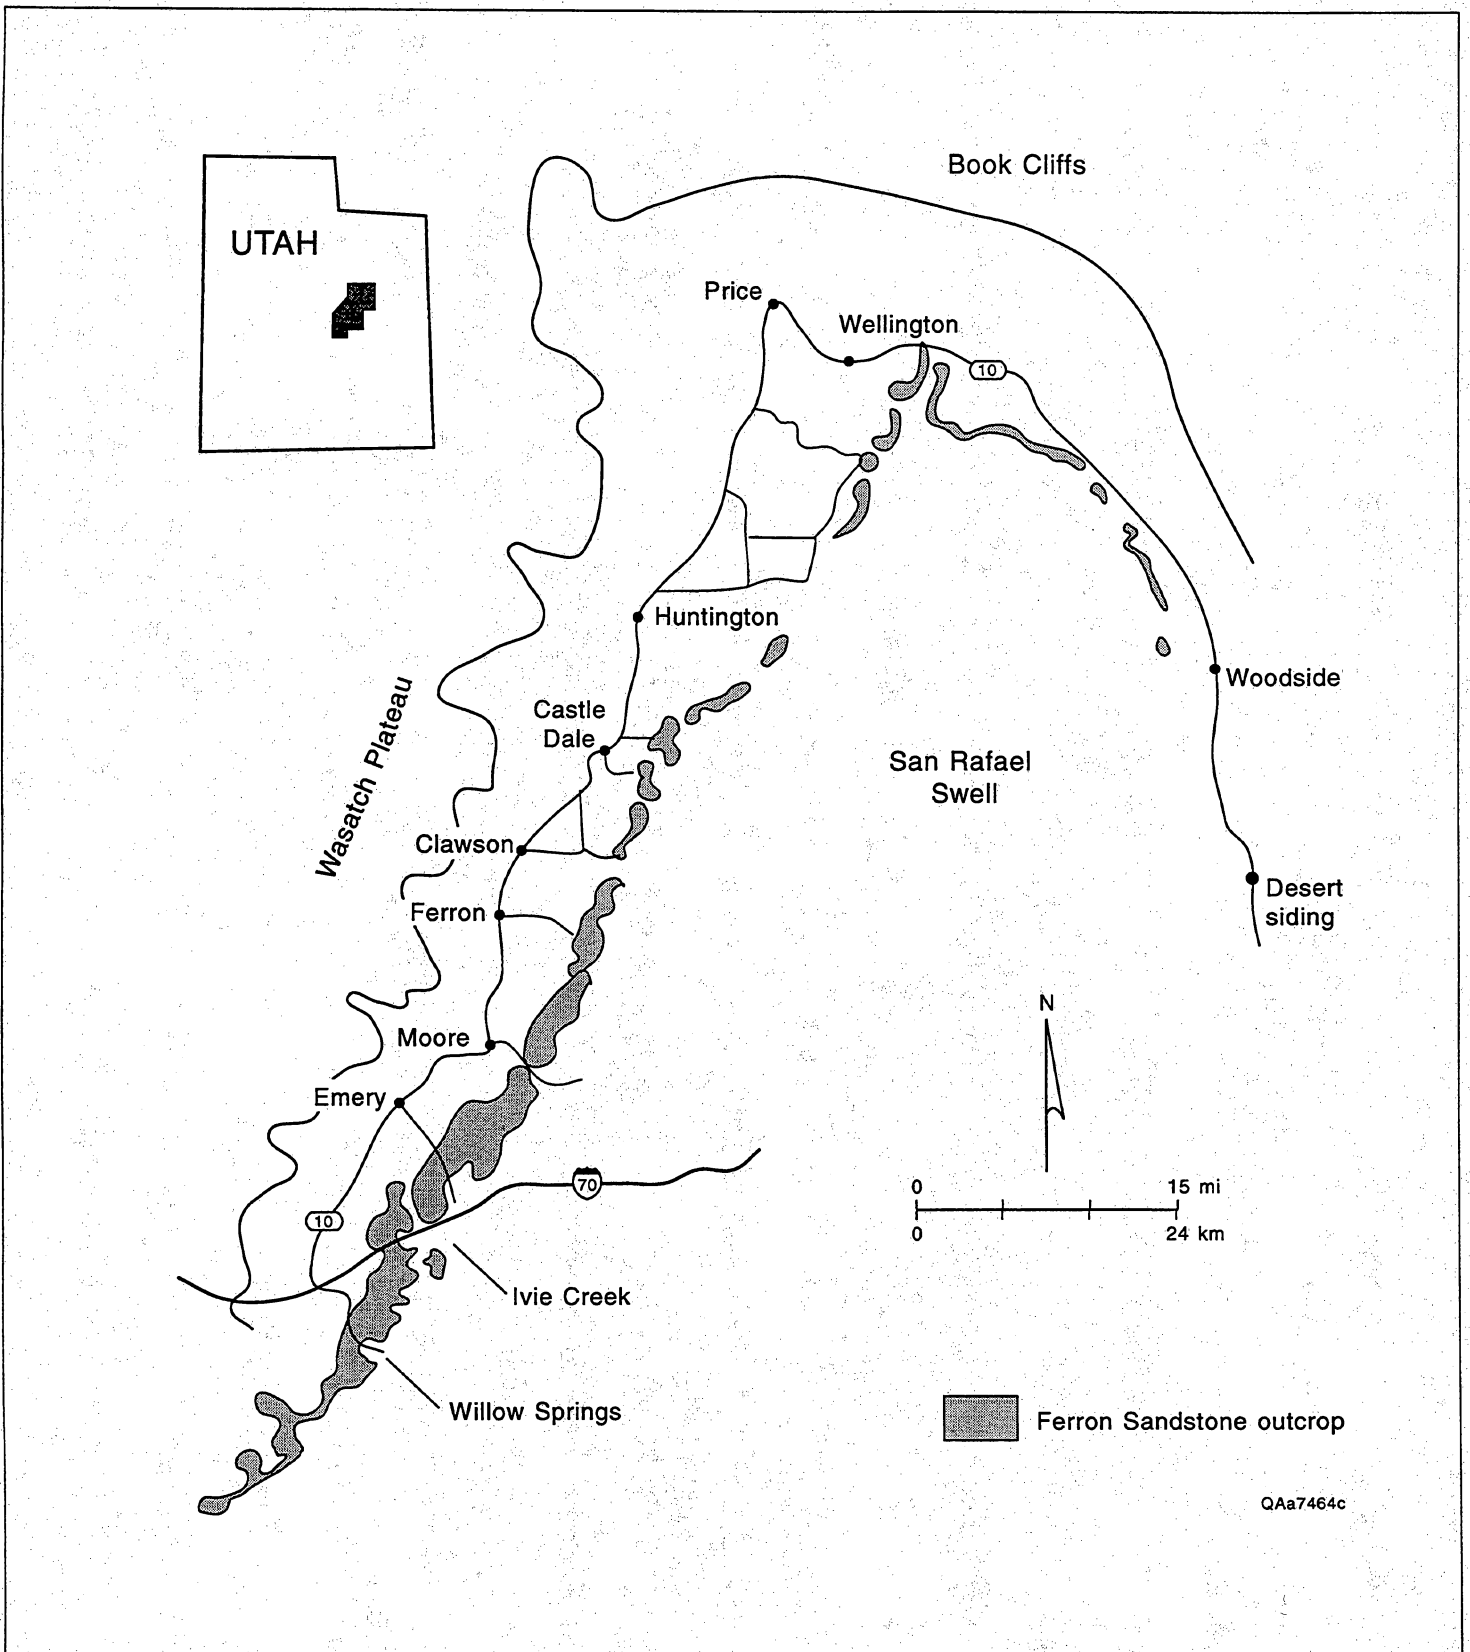 Book Cliffs
UTAH
Price
Wellington
10
Huntington
Woodside
Wasatch Plateau
Castle
Dale
San Rafael
Swell
Clawson
Desert
siding
Ferron
N
Moore
Emery
70
0
15 mi
10
0
24 km
Ivie Creek
Willow Springs
Ferron Sandstone outcrop
QAa7464c